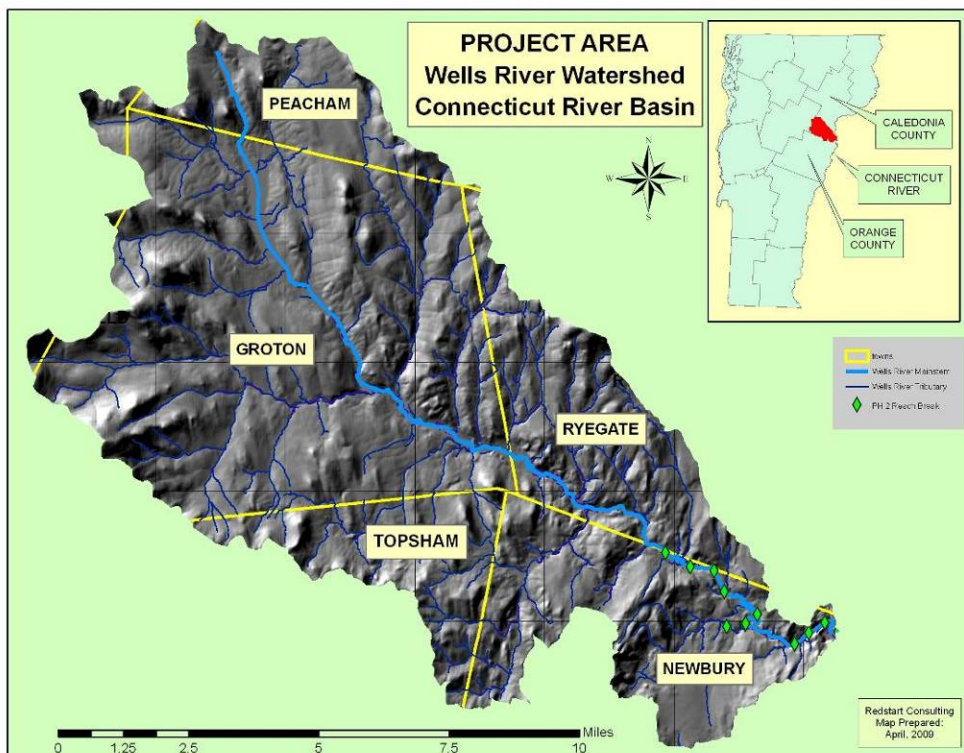 PROJECT AREA
Wells River Watershed
Connecticut River Basin
PEACHAM
GROTON
RYEGATE
TOPSHAM
NEWBURY
N
W
E
S
CALEDONIA
COUNTY
CONNECTICUT
RIVER
ORANGE
COUNTY
towns
Wells River Mainstem
Wells River Tributary
PH 2 Reach Break
Miles
0
1.25
2.5
5
7.5
10
Redstart Consulting
Map Prepared:
April, 2009